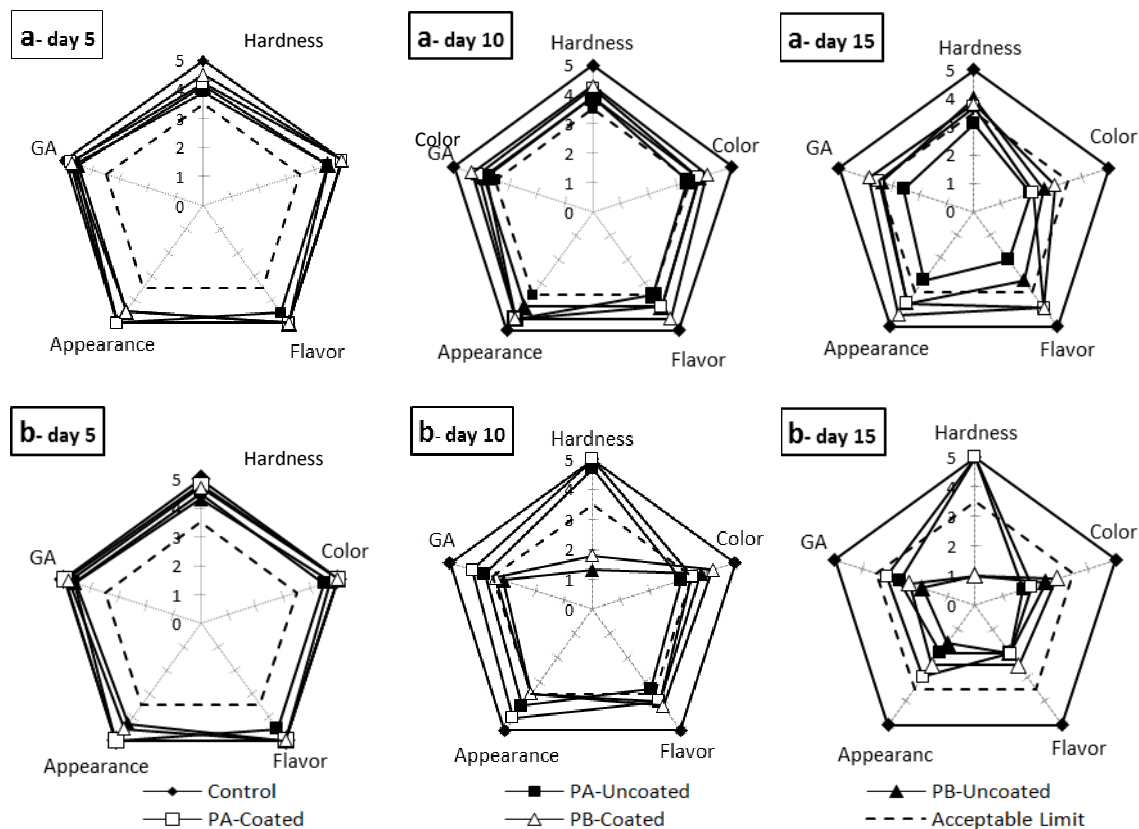 a- day 5
Hardness
5
4
3
2
1
0
GA
Appearance
Flavor
a- day 10
Hardness
5
4
3
2
1
0
Color
GA
Color
Appearance
Flavor
a- day 15
Hardness
5
4
3
2
1
0
GA
Color
Appearance
Flavor
b- day 5
Hardness
5
3
2
1
0
GA
Color
Appearance
Flavor
b- day 10
Hardness
5
4
3
2
1
0
GA
Color
Appearance
Flavor
b- day 15
Hardness
5
4
3
2
1
0
GA
Color
Appearanc
Flavor
Control
PA-Uncoated
PB-Uncoated
PA-Coated
PB-Coated
Acceptable Limit